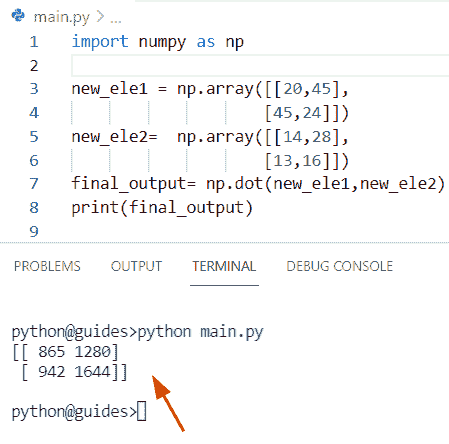 main.py > ...
1 import numpy as np
2
3 new_ele1 = np.array([[20,45],
4 [45,24]])
5 new_ele2=  np.array([[14,28],
6 [13,16]])
7 final_output= np.dot(new_ele1,new_ele2)
8 print(final_output)
9
PROBLEMS OUTPUT TERMINAL DEBUG CONSOLE
python@guides>python main.py
[[ 865 1280]
 [ 942 1644]]
python@guides>